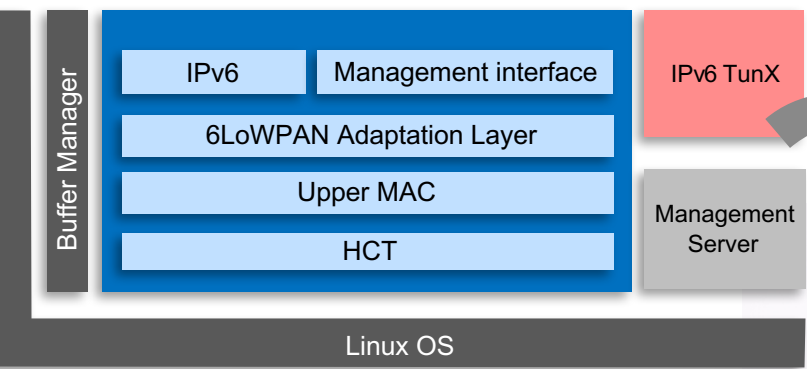 Buffer Manager
IPv6
Management interface
6LoWPAN Adaptation Layer
Upper MAC
HCT
IPv6 TunX
Management
Server
Linux OS